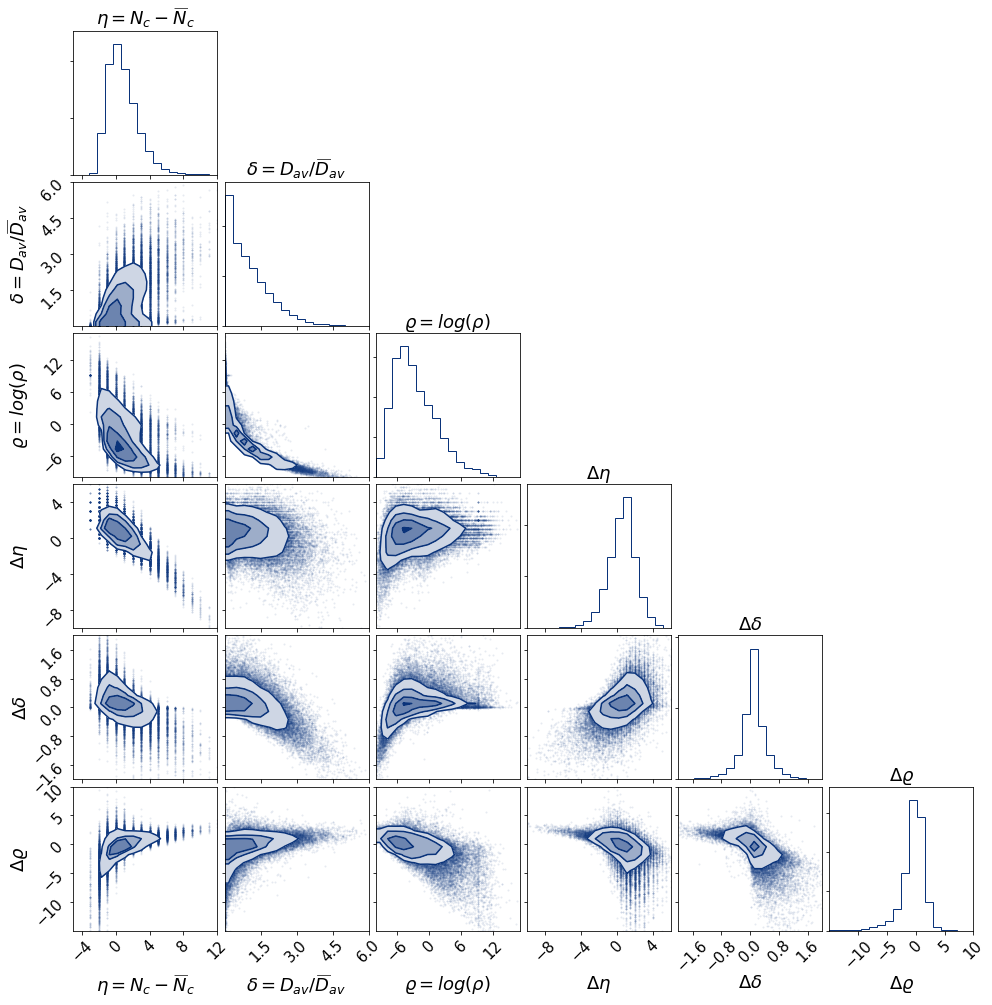 η = N_c − N̅_c
δ = D_av/D̅_av
6.0
4.5
3.0
1.5
δ = D_av/D̅_av
ϱ = log(ρ)
12
6
0
−6
ϱ = log(ρ)
Δη
4
0
−4
−8
Δη
Δδ
1.6
0.8
0.0
−0.8
−1.6
Δδ
Δϱ
10
5
0
−5
−10
Δϱ
−4 0 4 8 12 1.5 3.0 4.5 6.0 −6 0 6 12 −8 −4 0 4 −1.6 −0.8 0.0 0.8 1.6 −10 −5 0 5 10
η = N_c − N̅_c δ = D_av/D̅_av ϱ = log(ρ) Δη Δδ Δϱ